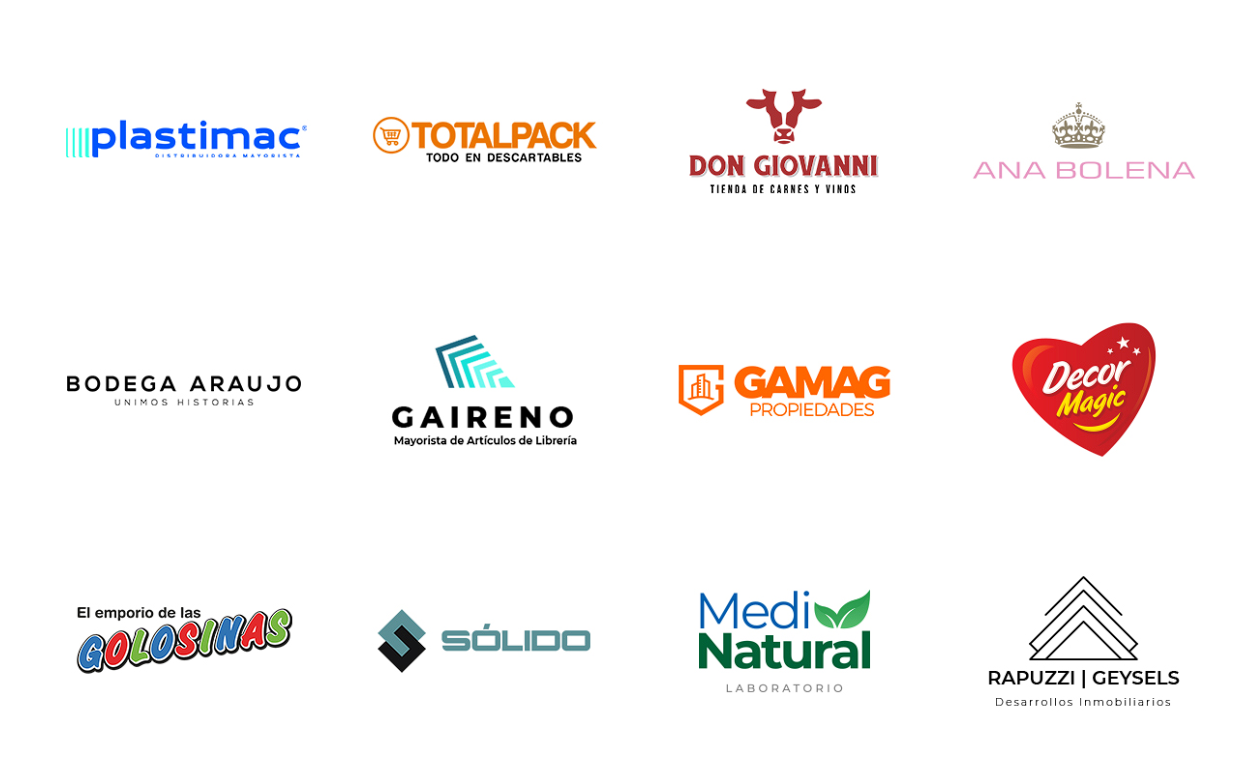 plastimac®
DISTRIBUIDORA MAYORISTA
TOTALPACK
TODO EN DESCARTABLES
DON GIOVANNI
TIENDA DE CARNES Y VINOS
ANA BOLENA
BODEGA ARAUJO
UNIMOS HISTORIAS
GAIRENO
Mayorista de Artículos de Librería
GAMAG
PROPIEDADES
Decor
Magic
El emporio de las
GOLOSINAS
SÓLIDO
Medi
Natural
LABORATORIO
RAPUZZI | GEYSELS
Desarrollos Inmobiliarios